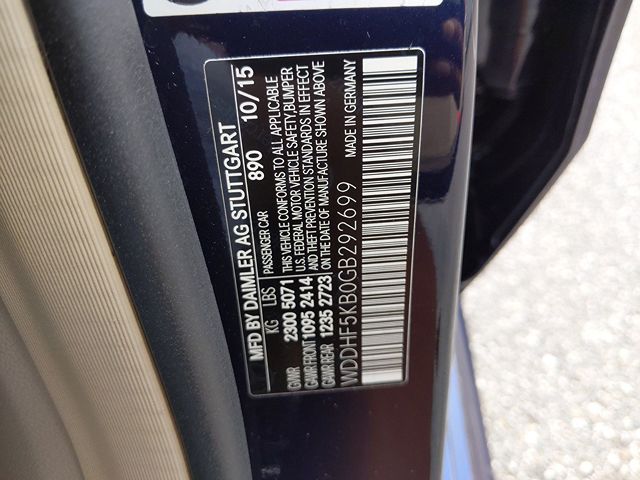 MFD BY DAIMLER AG STUTTGART
890 10/15
KG LBS PASSENGER CAR
GVWR 2300 5071 THIS VEHICLE CONFORMS TO ALL APPLICABLE
GAWR FRONT 1095 2414 U.S. FEDERAL MOTOR VEHICLE SAFETY, BUMPER
GAWR REAR 1235 2723 AND THEFT PREVENTION STANDARDS IN EFFECT
ON THE DATE OF MANUFACTURE SHOWN ABOVE
WDDHF5KB0GB292699 MADE IN GERMANY